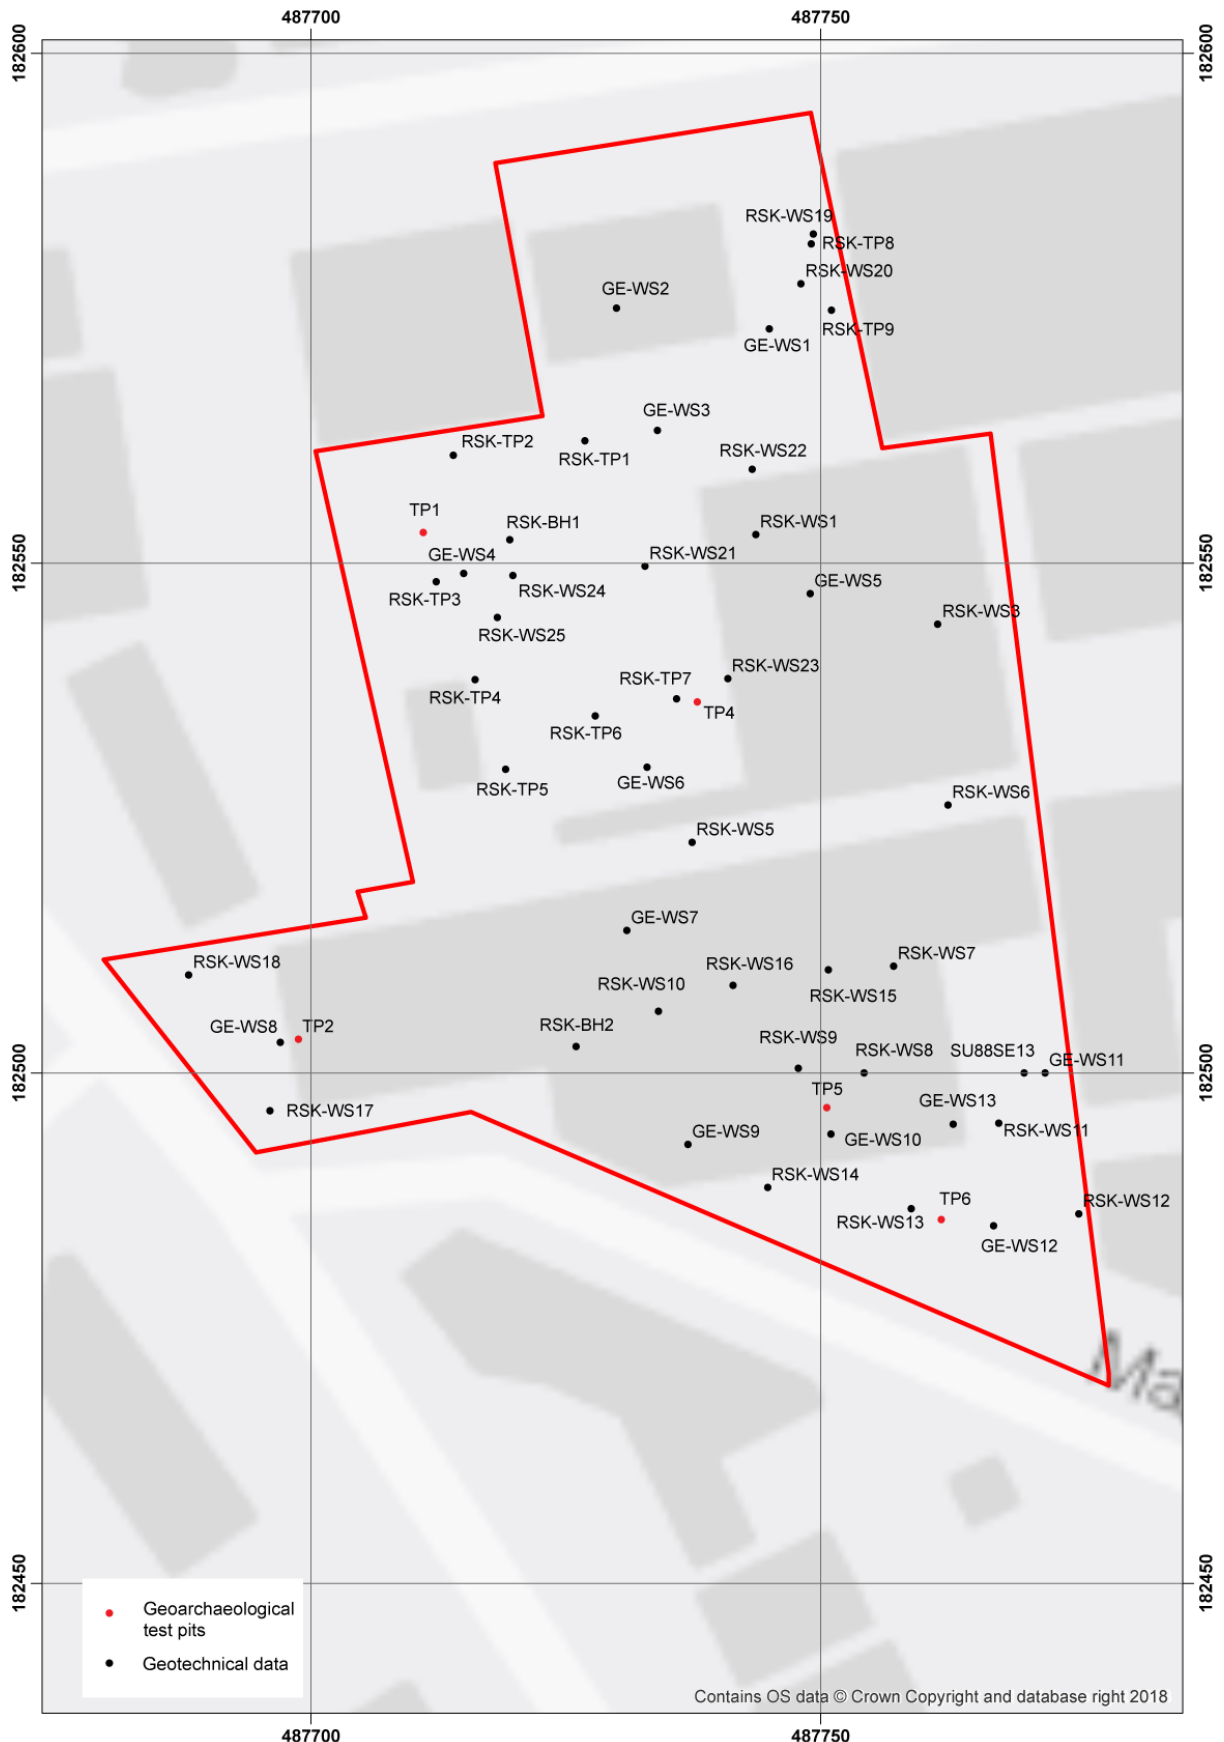 487700
487750
182600
182600
RSK-WS19
RSK-TP8
RSK-WS20
GE-WS2
RSK-TP9
GE-WS1
GE-WS3
RSK-TP2
RSK-TP1
RSK-WS22
TP1
RSK-BH1
RSK-WS1
GE-WS4
RSK-WS21
182550
182550
RSK-TP3
RSK-WS24
GE-WS5
RSK-WS3
RSK-WS25
RSK-WS23
RSK-TP7
RSK-TP4
TP4
RSK-TP6
GE-WS6
RSK-TP5
RSK-WS6
RSK-WS5
GE-WS7
RSK-WS18
RSK-WS16
RSK-WS7
RSK-WS10
RSK-WS15
GE-WS8
TP2
RSK-BH2
RSK-WS9
RSK-WS8
SU88SE13
GE-WS11
182500
182500
TP5
GE-WS13
RSK-WS17
GE-WS9
GE-WS10
RSK-WS11
RSK-WS14
TP6
RSK-WS12
RSK-WS13
GE-WS12
Ma
182450
182450
Geoarchaeological
test pits
Geotechnical data
Contains OS data © Crown Copyright and database right 2018
487700
487750